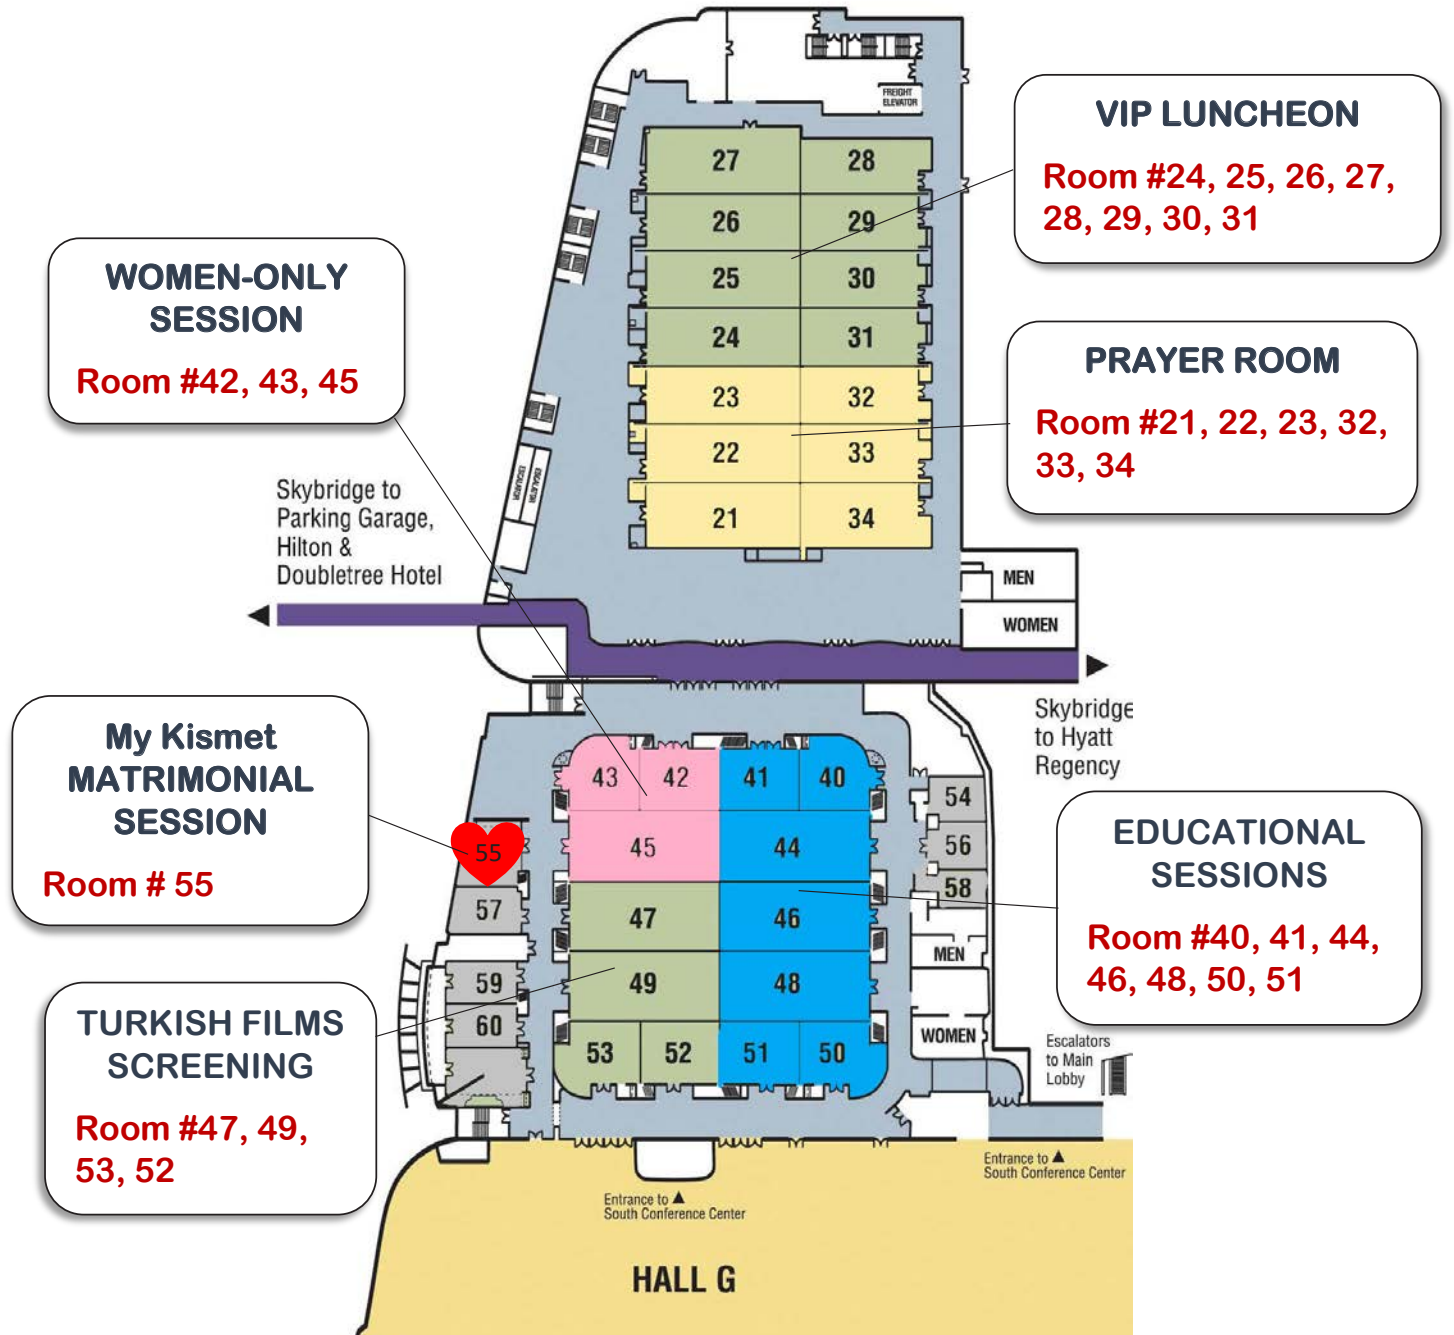 FREIGHT
ELEVATOR
VIP LUNCHEON
Room #24, 25, 26, 27,
28, 29, 30, 31
27
28
26
29
25
30
24
31
23
32
22
33
21
34
WOMEN-ONLY
SESSION
Room #42, 43, 45
PRAYER ROOM
Room #21, 22, 23, 32,
33, 34
ESCALATOR
ESCALATOR
Skybridge to
Parking Garage,
Hilton &
Doubletree Hotel
MEN
WOMEN
Skybridge
to Hyatt
Regency
My Kismet
MATRIMONIAL
SESSION
Room # 55
43
42
41
40
45
44
47
46
49
48
53
52
51
50
55
57
59
60
54
56
58
MEN
WOMEN
EDUCATIONAL
SESSIONS
Room #40, 41, 44,
46, 48, 50, 51
TURKISH FILMS
SCREENING
Room #47, 49,
53, 52
Escalators
to Main
Lobby
Entrance to ▲
South Conference Center
Entrance to ▲
South Conference Center
HALL G